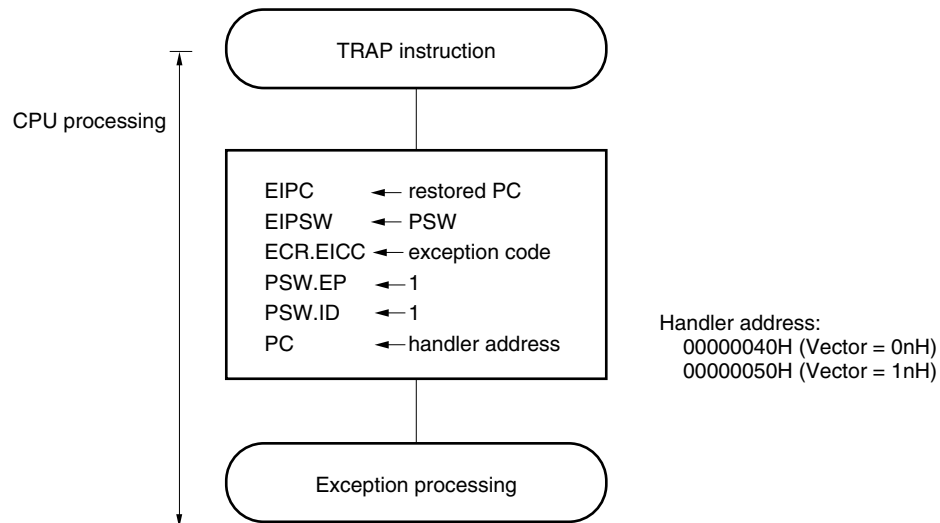 TRAP instruction
CPU processing
EIPC ← restored PC
EIPSW ← PSW
ECR.EICC ← exception code
PSW.EP ← 1
PSW.ID ← 1
PC ← handler address
Handler address:
00000040H (Vector = 0nH)
00000050H (Vector = 1nH)
Exception processing